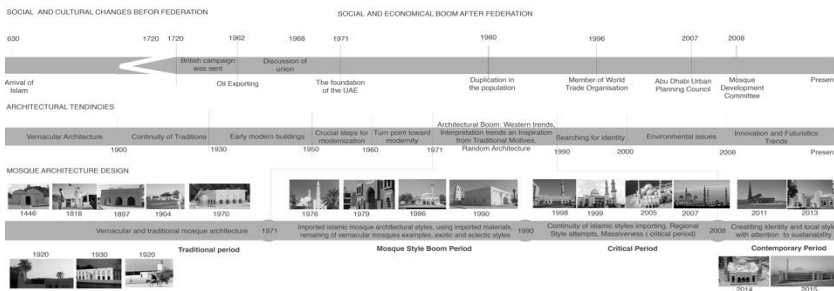 SOCIAL AND CULTURAL CHANGES BEFOR FEDERATION
SOCIAL AND ECONOMICAL BOOM AFTER FEDERATION
630
1720
1720
1962
1968
1971
1980
1996
2007
2008
British campaign
was sent
Discussion of
union
Arrival of
Islam
Oil Exporting
The foundation
of the UAE
Duplication in
the population
Member of World
Trade Organisation
Abu Dhabi Urban
Planning Council
Mosque
Development
Committee
Presen
ARCHITECTURAL TENDENCIES
Vernacular Architecture
Continuity of Traditions
Early modern buildings
Crucial steps for
modernization
Turn point toward
modernity
Architectural Boom: Western trends,
Interpretation trends an Inspiration
from Traditional Motives,
Random Architecture
Searching for identity
Environmental issues
Innovation and Futuristics
Trends
1900
1930
1950
1960
1971
1990
2000
2008
Present
MOSQUE ARCHITECTURE DESIGN
1446
1818
1897
1904
1970
1976
1979
1986
1990
1998
1999
2005
2007
2011
2013
Vernacular and traditional mosque architecture
1971
Imported islamic mosque architectural styles, using imported materials,
remaning of vernacular mosques examples, exotic and eclectic styles
1990
Continuity of islamic styles importing, Regional
Style attempts, Massiveness ( critical period)
2008
Creatiting identity and local style
with attention to sustainability
Traditional period
Mosque Style Boom Period
Critical Period
Contemporary Period
1920
1930
1920
2014
2015